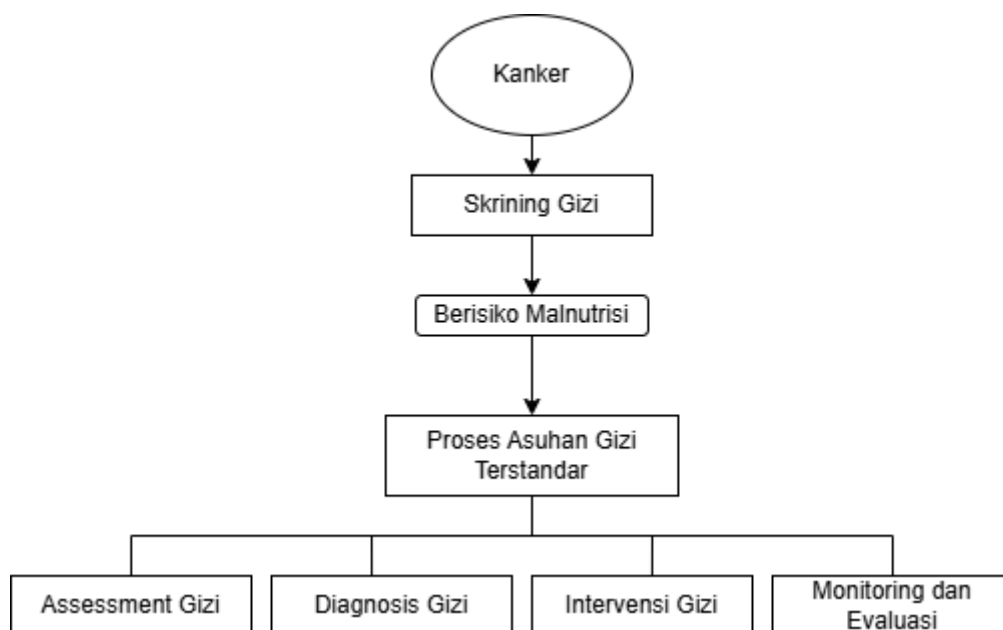 Kanker
Skrining Gizi
Berisiko Malnutrisi
Proses Asuhan Gizi
Terstandar
Assessment Gizi
Diagnosis Gizi
Intervensi Gizi
Monitoring dan
Evaluasi